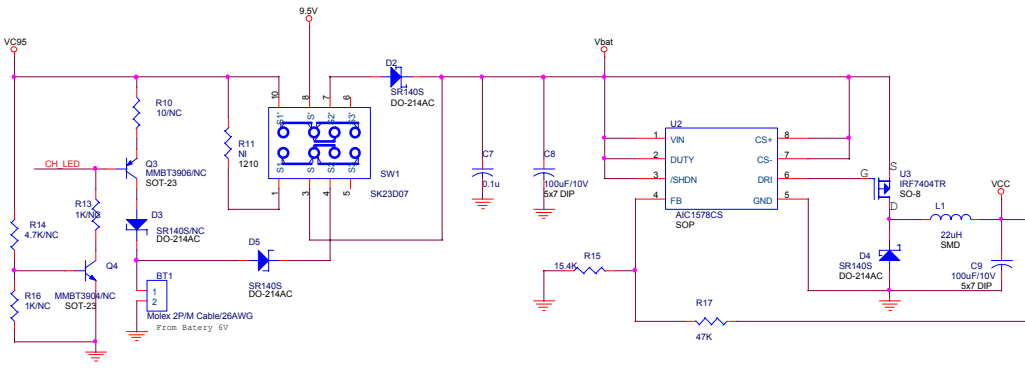 9.5V
VC95
Vbat
D2
SR140S
DO-214AC
10
8
7
6
S1'
S'
S2'
S3'
R10
10/NC
R11
NI
1210
U2
1
VIN
CS+
8
2
DUTY
CS-
7
3
/SHDN
DRI
6
4
FB
GND
5
AIC1578CS
SOP
CH_LED
Q3
MMBT3906/NC
SOT-23
SW1
SK23D07
1
3
4
5
C7
0.1u
C8
100uF/10V
5x7 DIP
S
G
D
U3
IRF7404TR
SO-8
VCC
L1
22uH
SMD
R13
1K/NC
R14
4.7K/NC
D3
SR140S/NC
DO-214AC
D5
SR140S
DO-214AC
D4
SR140S
DO-214AC
C9
100uF/10V
5x7 DIP
Q4
MMBT3904/NC
SOT-23
R16
1K/NC
BT1
1
2
Molex 2P/M Cable/26AWG
From Batery 6V
R15
15.4K
R17
47K